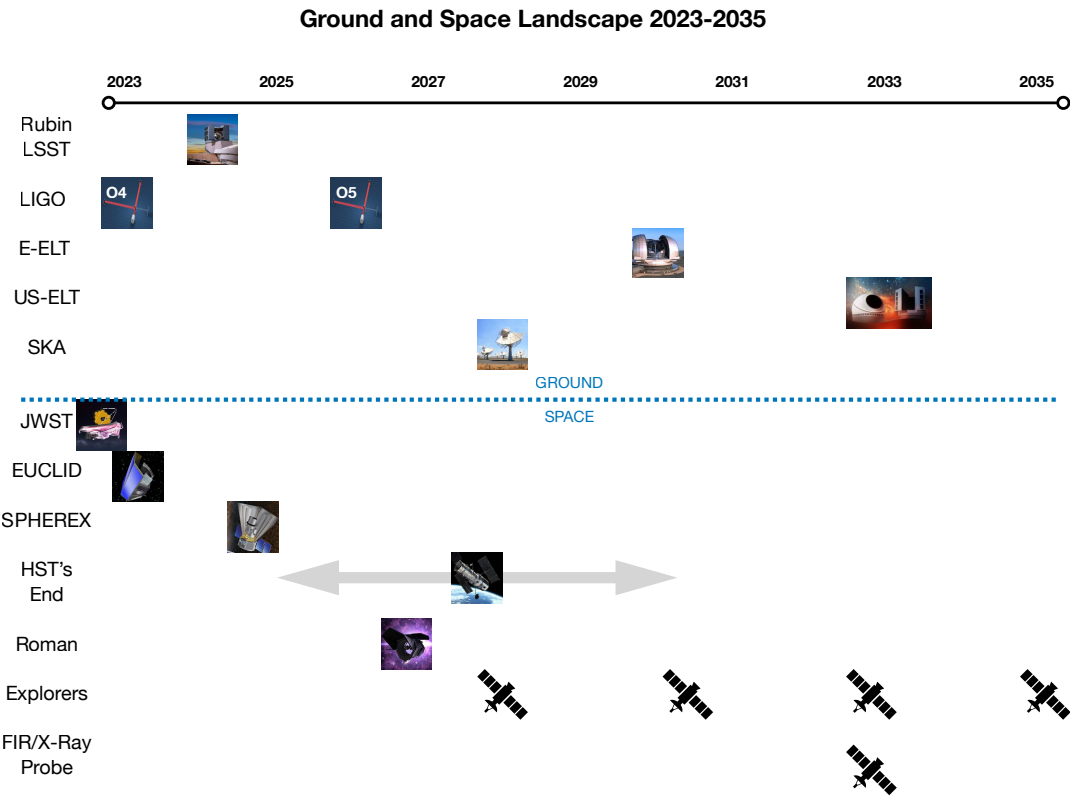 Ground and Space Landscape 2023-2035
2023 2025 2027 2029 2031 2033 2035
Rubin
LSST
LIGO
O4
O5
E-ELT
US-ELT
SKA
GROUND
SPACE
JWST
EUCLID
SPHEREX
HST's
End
Roman
Explorers
FIR/X-Ray
Probe